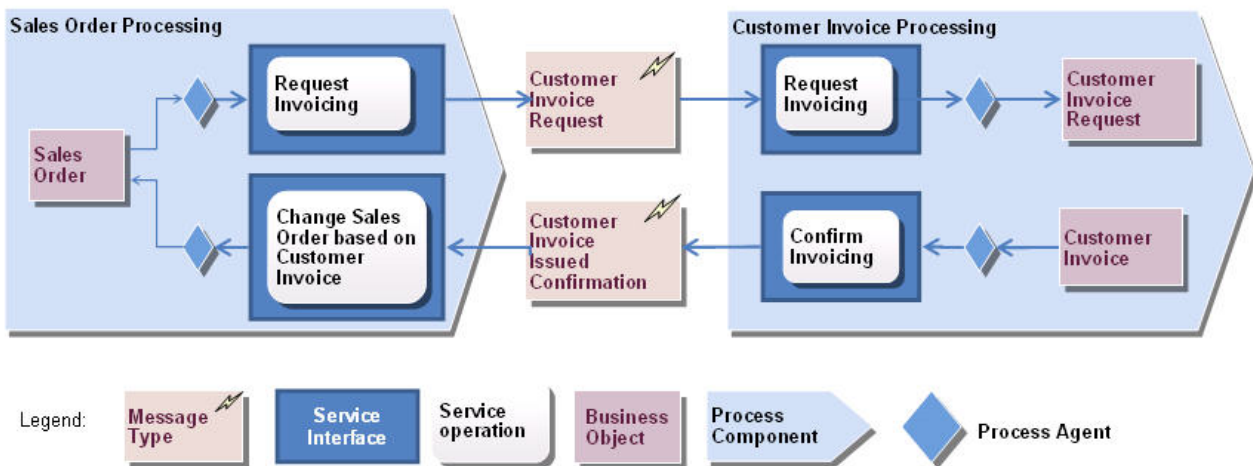 Sales Order Processing
Customer Invoice Processing
Request
Invoicing
Customer
Invoice
Request
Request
Invoicing
Customer
Invoice
Request
Sales
Order
Change Sales
Order based on
Customer
Invoice
Customer
Invoice
Issued
Confirmation
Confirm
Invoicing
Customer
Invoice
Legend:
Message
Type
Service
Interface
Service
operation
Business
Object
Process
Component
Process Agent